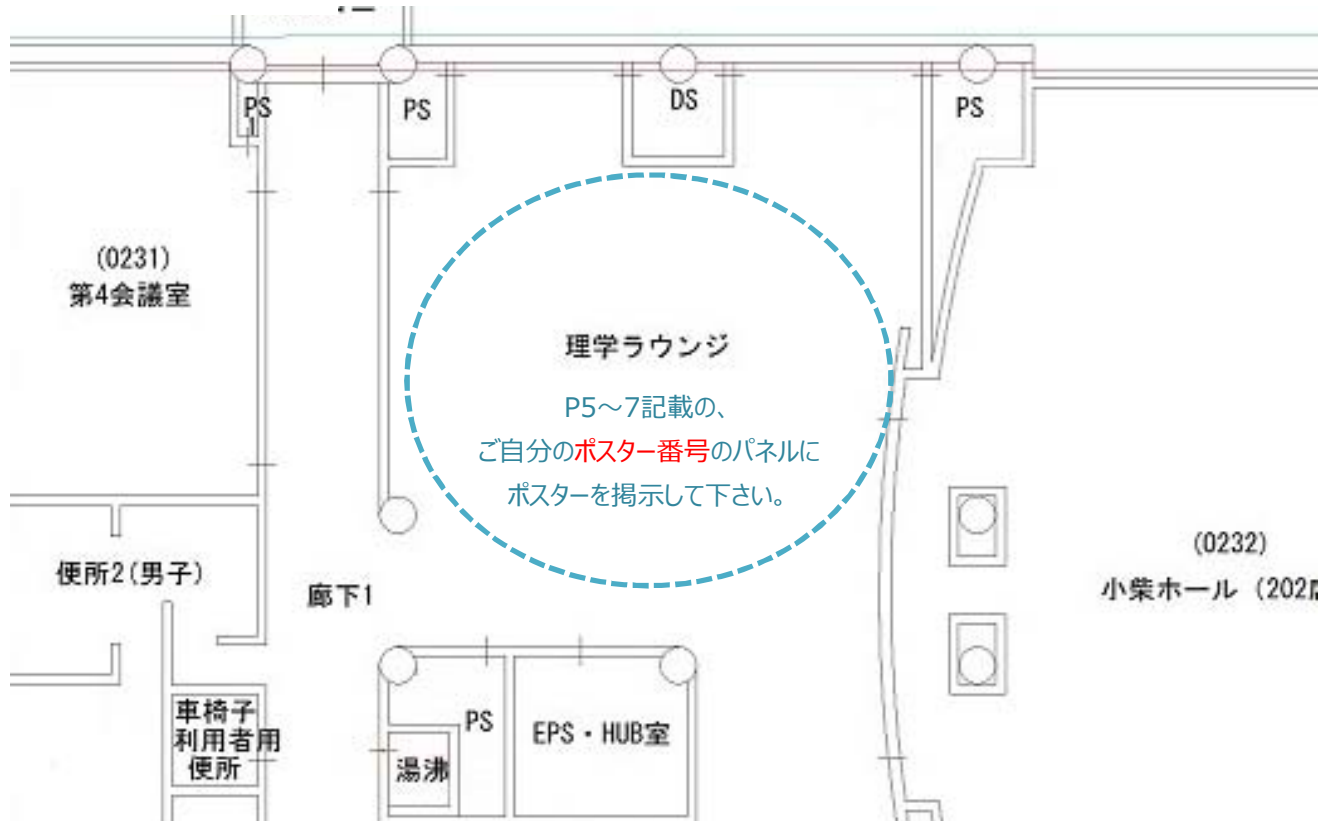 PS
PS
DS
PS
(0231)
第4会議室
理学ラウンジ
P5～7記載の、
ご自分のポスター番号のパネルに
ポスターを掲示して下さい。
便所2(男子)
廊下1
(0232)
小柴ホール (202
車椅子
利用者用
便所
湯沸
PS
EPS・HUB室